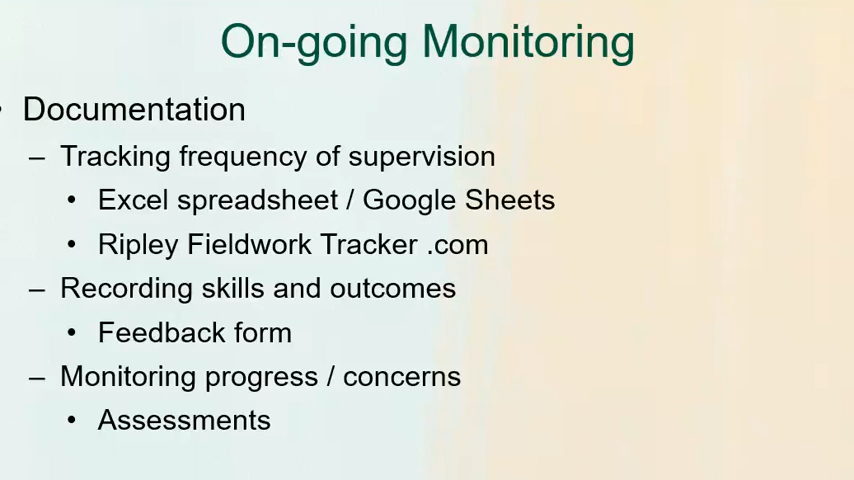 On-going Monitoring
• Documentation
– Tracking frequency of supervision
• Excel spreadsheet / Google Sheets
• Ripley Fieldwork Tracker .com
– Recording skills and outcomes
• Feedback form
– Monitoring progress / concerns
• Assessments